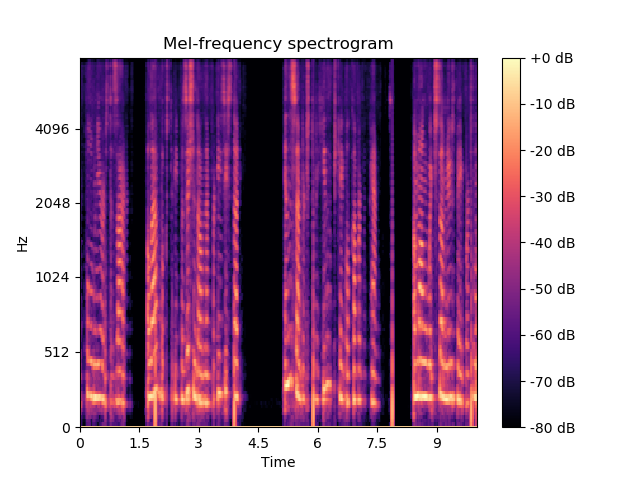 Mel-frequency spectrogram
+0 dB
-10 dB
-20 dB
-30 dB
-40 dB
-50 dB
-60 dB
-70 dB
-80 dB
4096
2048
1024
512
0
Hz
0 1.5 3 4.5 6 7.5 9
Time